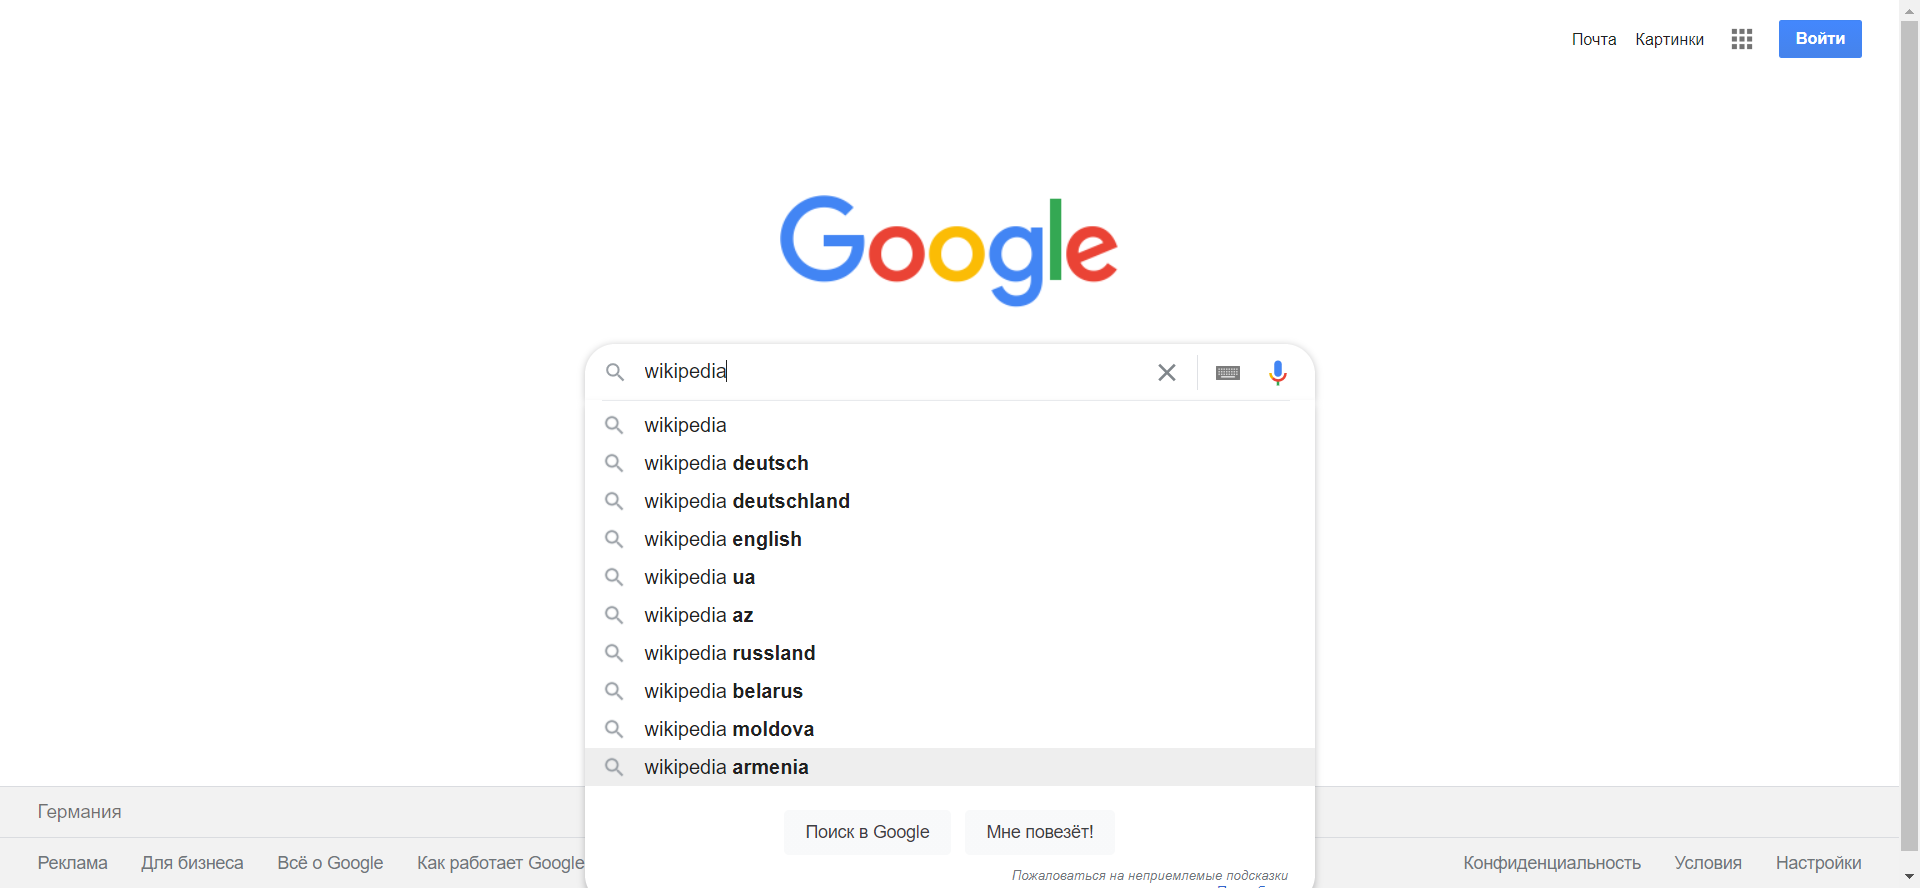 Почта Картинки Войти
Google
wikipedia
wikipedia
wikipedia deutsch
wikipedia deutschland
wikipedia english
wikipedia ua
wikipedia az
wikipedia russland
wikipedia belarus
wikipedia moldova
wikipedia armenia
Германия
Поиск в Google Мне повезёт!
Реклама Для бизнеса Всё о Google Как работает Google Конфиденциальность Условия Настройки
Пожаловаться на неприемлемые подсказки